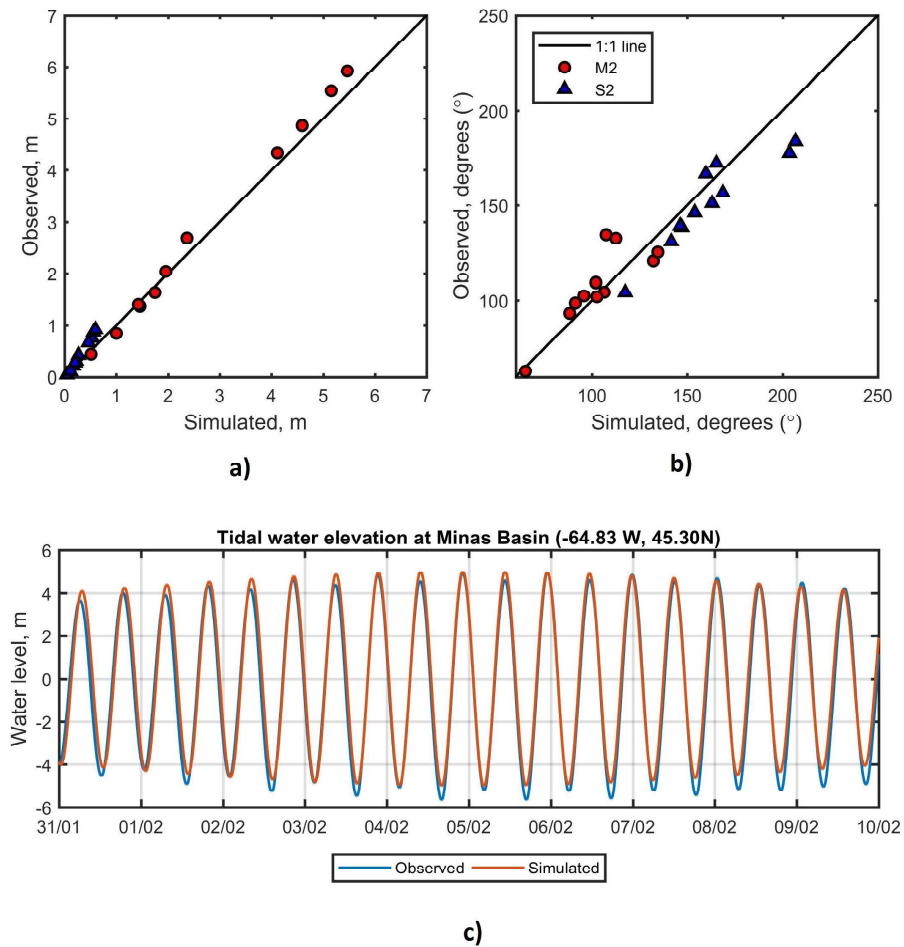 7
6
5
4
3
2
1
0
Observed, m
0 1 2 3 4 5 6 7
Simulated, m
a)
250
200
150
100
Observed, degrees (°)
1:1 line
M2
S2
100 150 200 250
Simulated, degrees (°)
b)
Tidal water elevation at Minas Basin (-64.83 W, 45.30N)
6
4
2
0
-2
-4
-6
Water level, m
31/01 01/02 02/02 03/02 04/02 05/02 06/02 07/02 08/02 09/02 10/02
Observed Simulated
c)